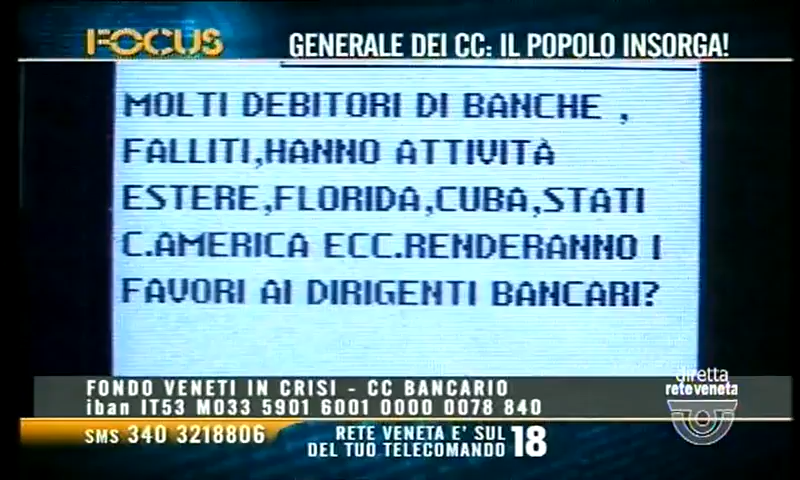 FOCUS
GENERALE DEI CC: IL POPOLO INSORGA!
MOLTI DEBITORI DI BANCHE ,
FALLITI,HANNO ATTIVITÀ
ESTERE,FLORIDA,CUBA,STATI
C.AMERICA ECC.RENDERANNO I
FAVORI AI DIRIGENTI BANCARI?
diretta
reteveneta
FONDO VENETI IN CRISI - CC BANCARIO
iban IT53 M033 5901 6001 0000 0078 840
SMS 340 3218806
RETE VENETA E' SUL
DEL TUO TELECOMANDO 18